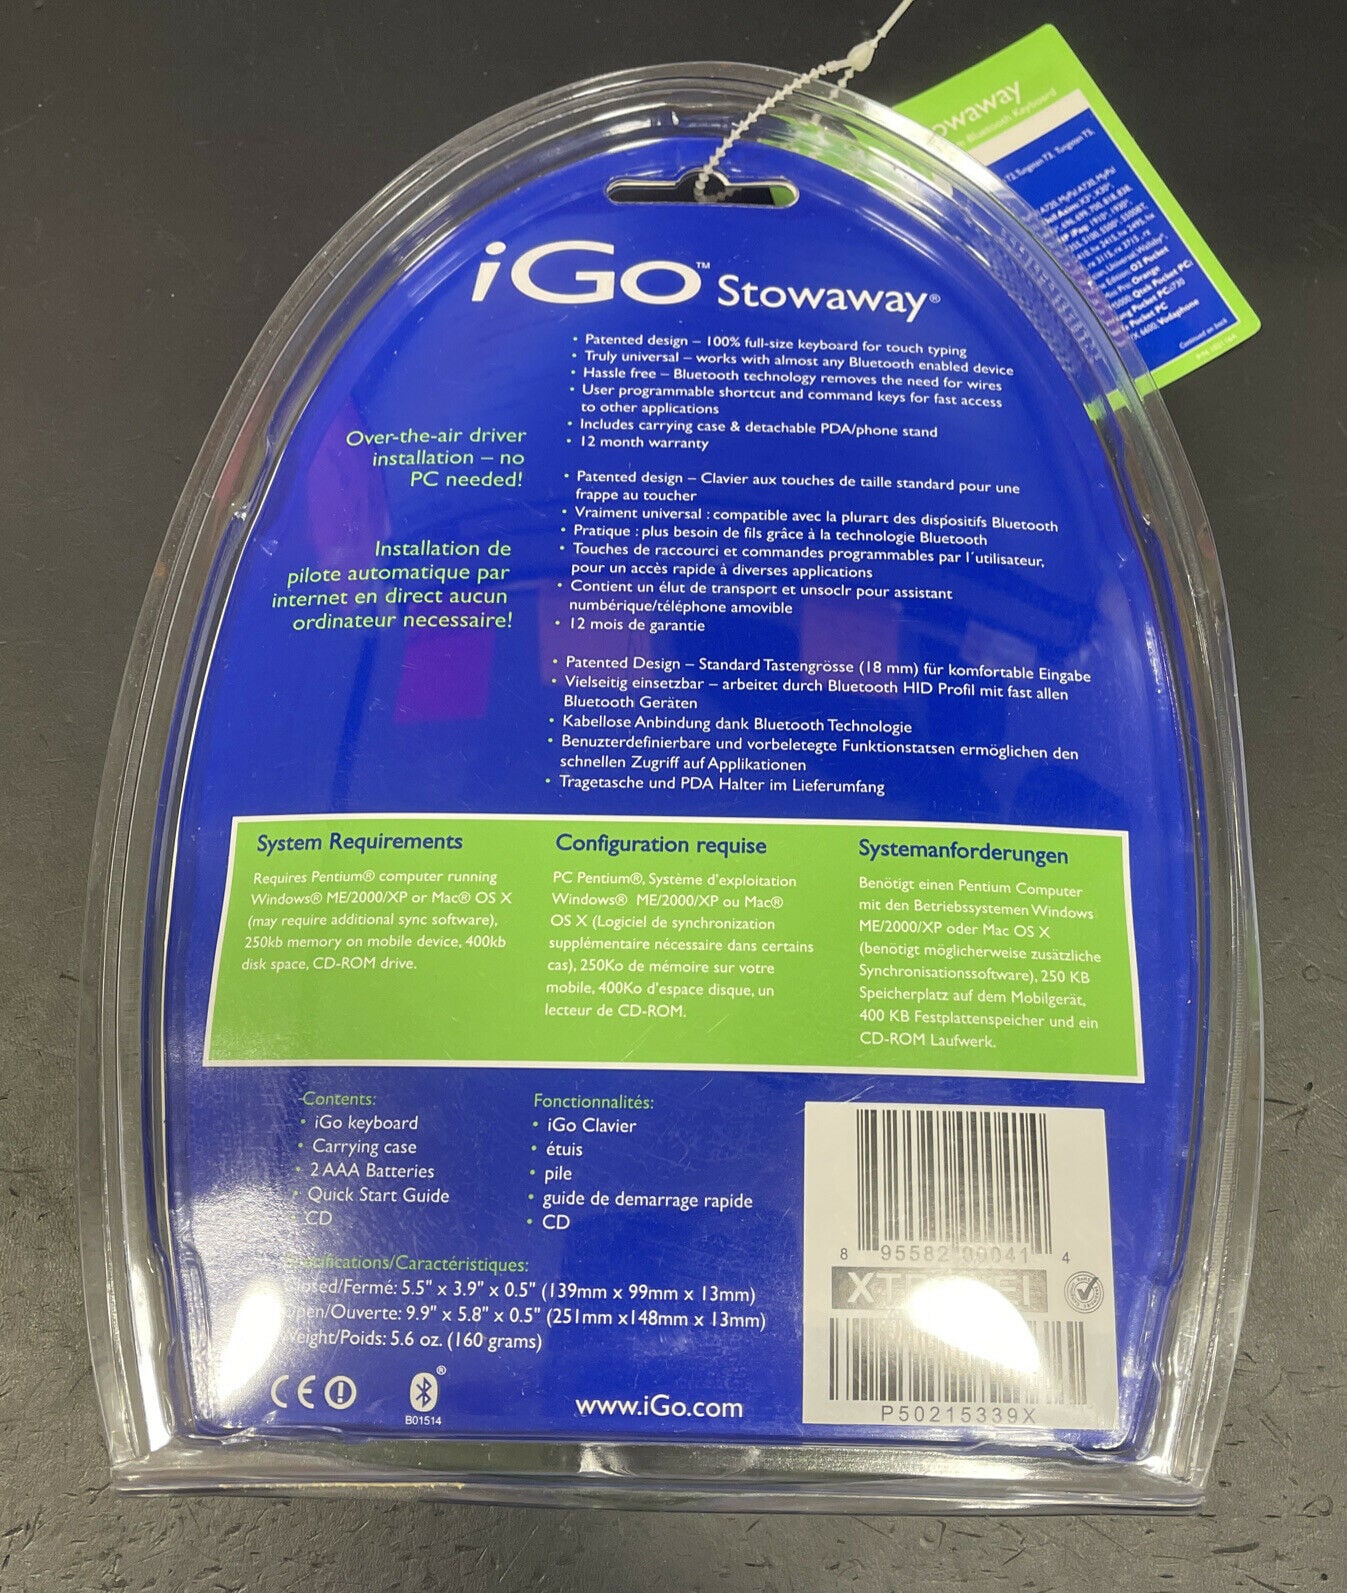 iGo™ Stowaway®
• Patented design – 100% full-size keyboard for touch typing
• Truly universal – works with almost any Bluetooth enabled device
• Hassle free – Bluetooth technology removes the need for wires
• User programmable shortcut and command keys for fast access
to other applications
• Includes carrying case & detachable PDA/phone stand
• 12 month warranty
Over-the-air driver
installation – no
PC needed!
• Patented design – Clavier aux touches de taille standard pour une
frappe au toucher
• Vraiment universal : compatible avec la plurart des dispositifs Bluetooth
• Pratique : plus besoin de fils grâce à la technologie Bluetooth
• Touches de raccourci et commandes programmables par l'utilisateur,
pour un accès rapide à diverses applications
• Contient un élut de transport et unsoclr pour assistant
numbérique/téléphone amovible
• 12 mois de garantie
Installation de
pilote automatique par
internet en direct aucun
ordinateur necessaire!
• Patented Design – Standard Tastengrösse (18 mm) für komfortable Eingabe
• Vielseitig einsetzbar – arbeitet durch Bluetooth HID Profil mit fast allen
Bluetooth Geräten
• Kabellose Anbindung dank Bluetooth Technologie
• Benuzterdefinierbare und vorbeletegte Funktionstatsen ermöglichen den
schnellen Zugriff auf Applikationen
• Tragetasche und PDA Halter im Lieferumfang
System Requirements
Requires Pentium® computer running
Windows® ME/2000/XP or Mac® OS X
(may require additional sync software),
250kb memory on mobile device, 400kb
disk space, CD-ROM drive.
Configuration requise
PC Pentium®, Système d'exploitation
Windows® ME/2000/XP ou Mac®
OS X (Logiciel de synchronization
supplémentaire nécessaire dans certains
cas), 250Ko de mémoire sur votre
mobile, 400Ko d'espace disque, un
lecteur de CD-ROM.
Systemanforderungen
Benötigt einen Pentium Computer
mit den Betriebssystemen Windows
ME/2000/XP oder Mac OS X
(benötigt möglicherweise zusätzliche
Synchronisationssoftware), 250 KB
Speicherplatz auf dem Mobilgerät,
400 KB Festplattenspeicher und ein
CD-ROM Laufwerk.
Contents:
• iGo keyboard
• Carrying case
• 2 AAA Batteries
• Quick Start Guide
CD
Fonctionnalités:
• iGo Clavier
• étuis
• pile
• guide de demarrage rapide
• CD
Specifications/Caractéristiques:
Closed/Fermé: 5.5" x 3.9" x 0.5" (139mm x 99mm x 13mm)
Open/Ouverte: 9.9" x 5.8" x 0.5" (251mm x148mm x 13mm)
Weight/Poids: 5.6 oz. (160 grams)
CE
®
B01514
www.iGo.com
8 95582 00041 4
P50215339X
Bluetooth Keyboard
Continued on back